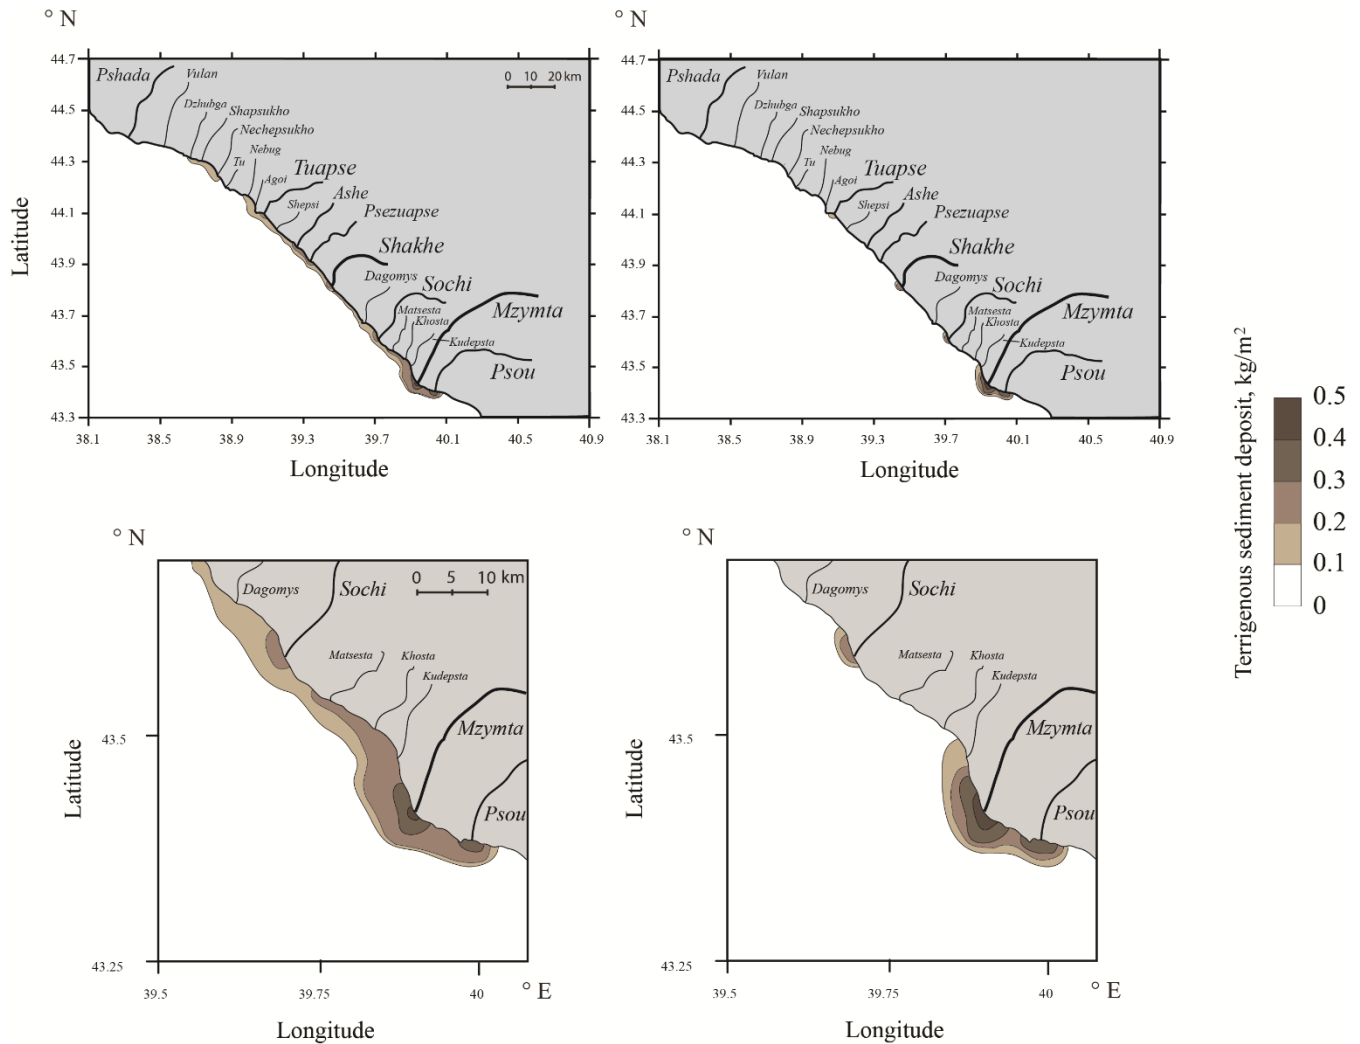 ° N
44.7
44.5
44.3
44.1
43.9
43.7
43.5
43.3
38.1 38.5 38.9 39.3 39.7 40.1 40.5 40.9
Latitude
Longitude
0 10 20 km
Pshada
Vulan
Dzhubga
Shapsukho
Nechepsukho
Tu
Nebug
Agoi
Tuapse
Shepsi
Ashe
Psezuapse
Shakhe
Dagomys
Sochi
Matsesta
Khosta
Kudepsta
Mzymta
Psou
° N
44.7
44.5
44.3
44.1
43.9
43.7
43.5
43.3
38.1 38.5 38.9 39.3 39.7 40.1 40.5 40.9
Longitude
Pshada
Vulan
Dzhubga
Shapsukho
Nechepsukho
Tu
Nebug
Agoi
Tuapse
Shepsi
Ashe
Psezuapse
Shakhe
Dagomys
Sochi
Matsesta
Khosta
Kudepsta
Mzymta
Psou
Terrigenous sediment deposit, kg/m²
0.5
0.4
0.3
0.2
0.1
0
° N
0 5 10 km
Dagomys
Sochi
Matsesta
Khosta
Kudepsta
Mzymta
Psou
43.5
43.25
Latitude
39.5 39.75 40 ° E
Longitude
° N
Dagomys
Sochi
Matsesta
Khosta
Kudepsta
Mzymta
Psou
43.5
43.25
Latitude
39.5 39.75 40 ° E
Longitude